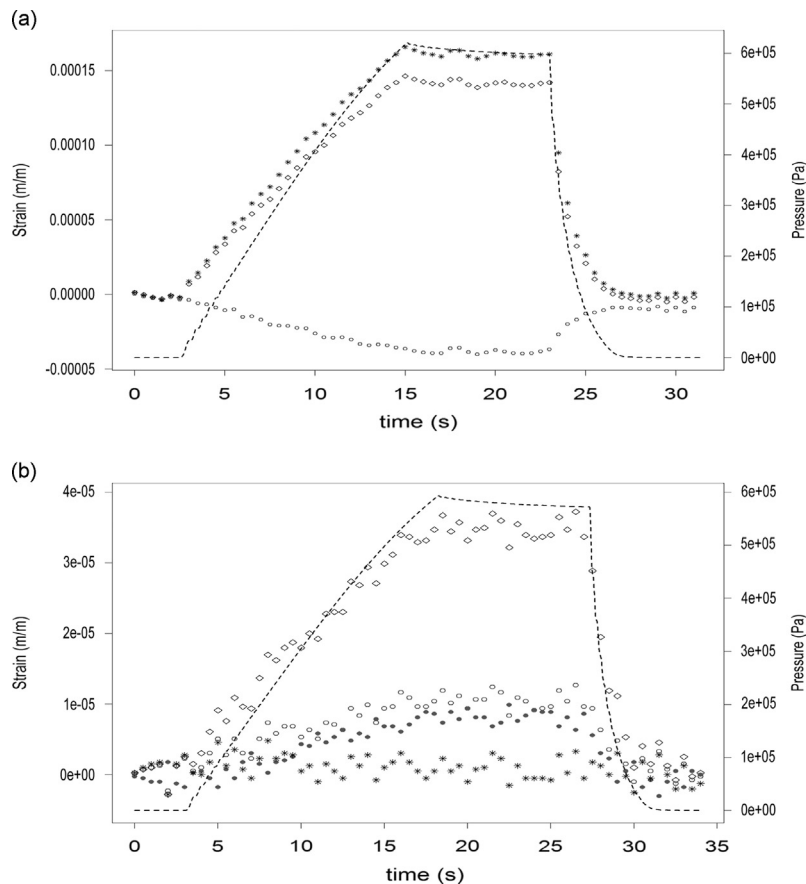 (a)
0.00015
0.00010
0.00005
0.00000
-0.00005
Strain (m/m)
6e+05
5e+05
4e+05
3e+05
2e+05
1e+05
0e+00
Pressure (Pa)
0 5 10 15 20 25 30
time (s)
(b)
4e-05
3e-05
2e-05
1e-05
0e+00
Strain (m/m)
6e+05
5e+05
4e+05
3e+05
2e+05
1e+05
0e+00
Pressure (Pa)
0 5 10 15 20 25 30 35
time (s)